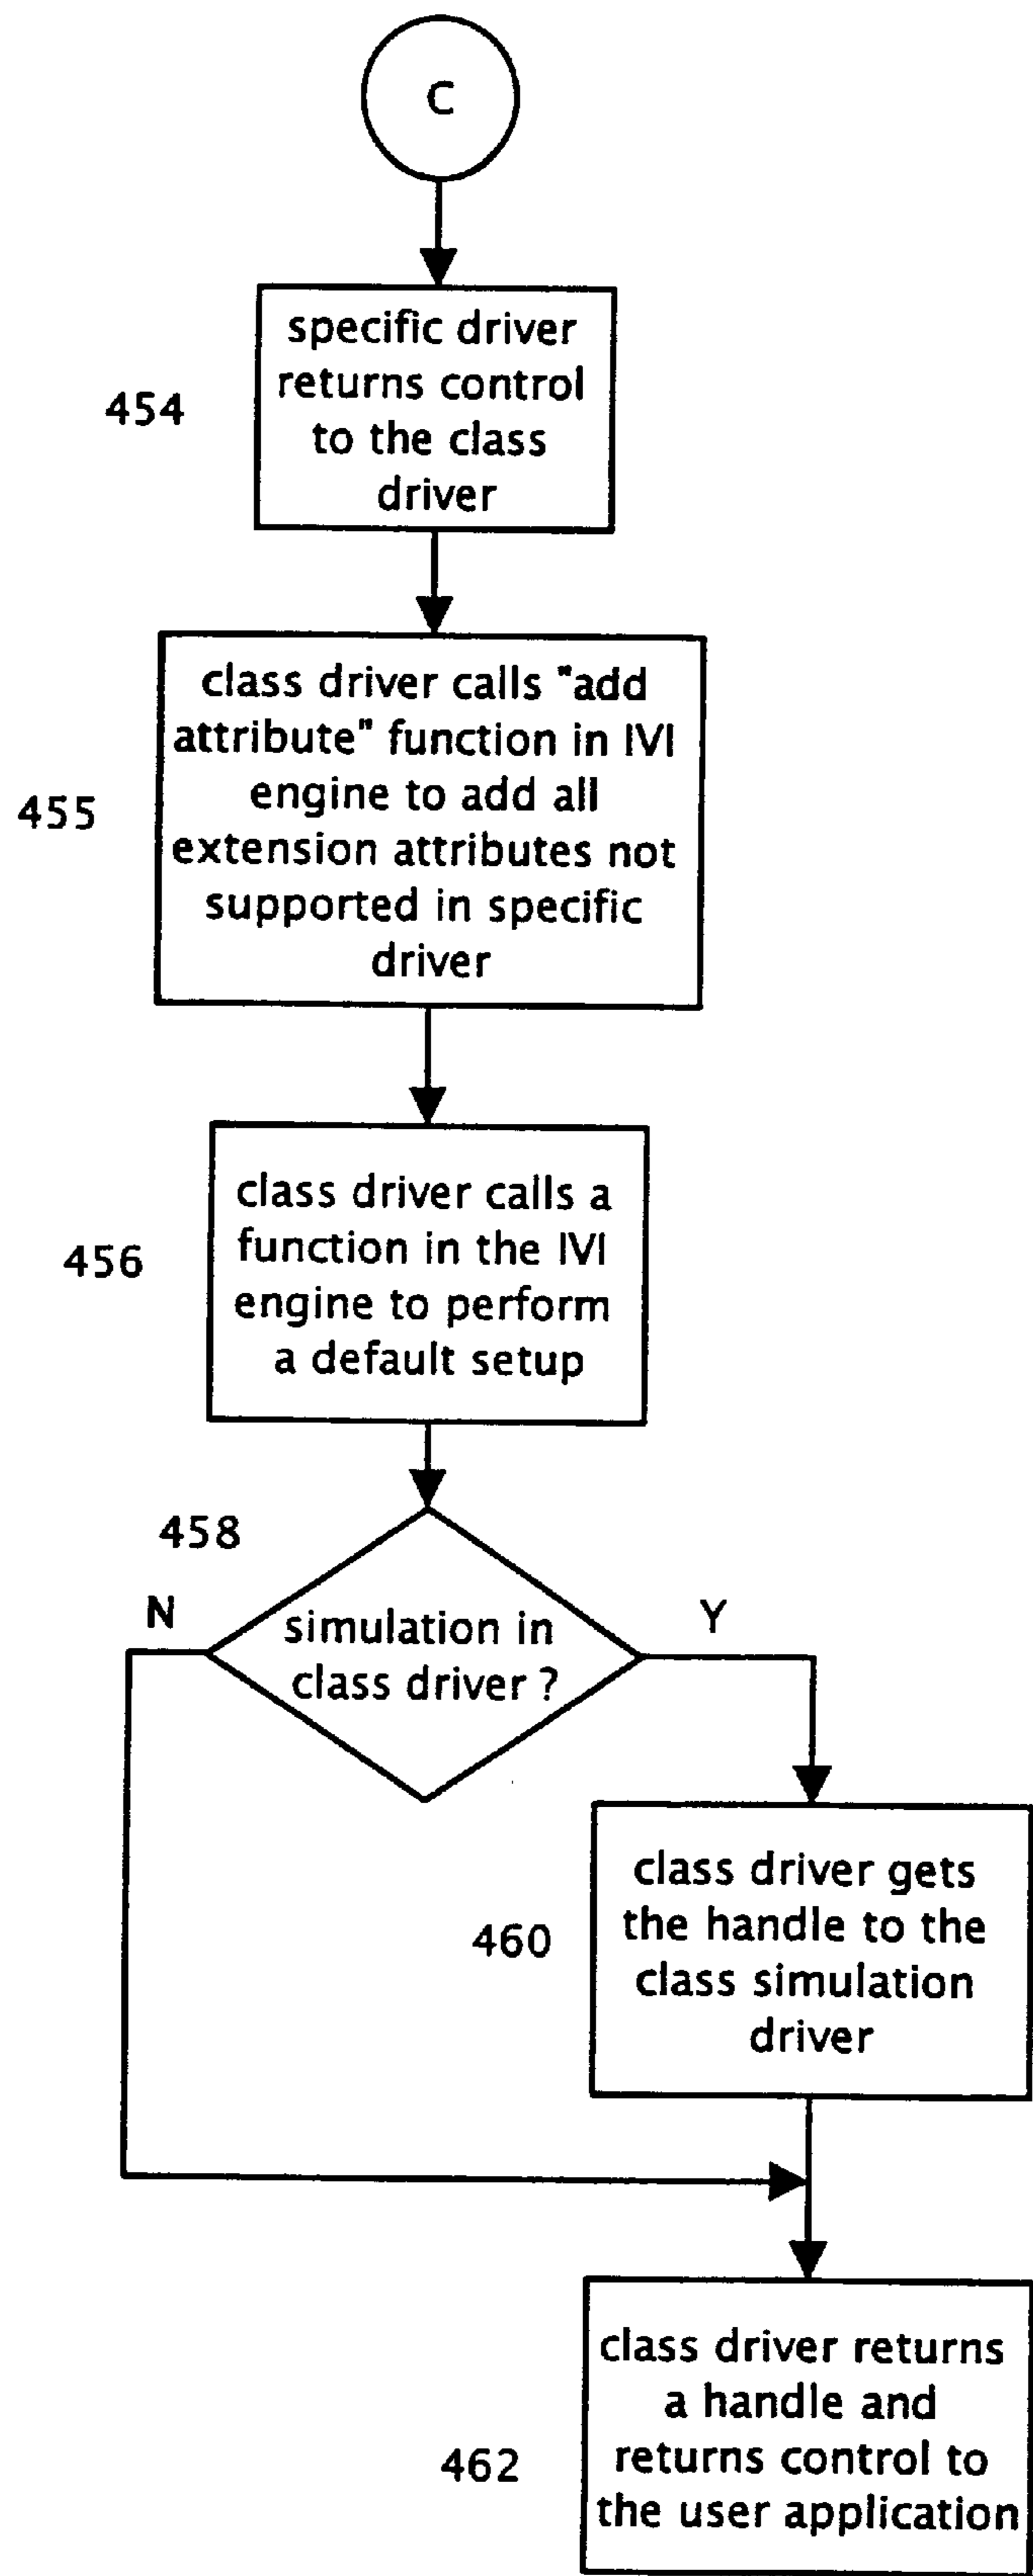 C
454
specific driver
returns control
to the class
driver
455
class driver calls "add
attribute" function in IVI
engine to add all
extension attributes not
supported in specific
driver
456
class driver calls a
function in the IVI
engine to perform
a default setup
458
N
simulation in
class driver ?
Y
460
class driver gets
the handle to the
class simulation
driver
462
class driver returns
a handle and
returns control to
the user application